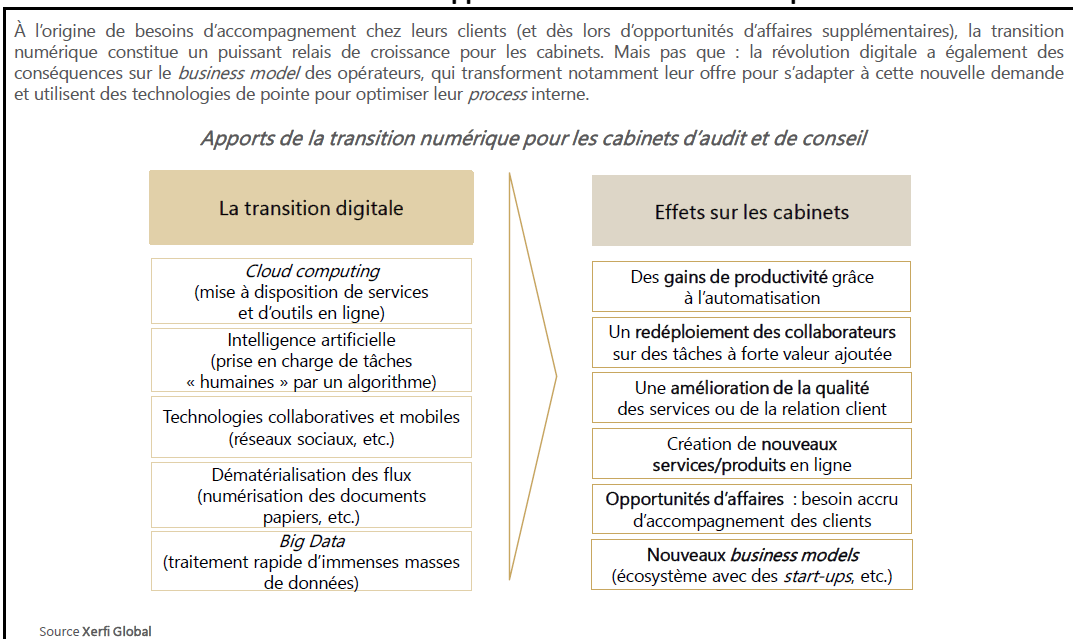 À l’origine de besoins d’accompagnement chez leurs clients (et dès lors d’opportunités d’affaires supplémentaires), la transition
numérique constitue un puissant relais de croissance pour les cabinets. Mais pas que : la révolution digitale a également des
conséquences sur le business model des opérateurs, qui transforment notamment leur offre pour s’adapter à cette nouvelle demande
et utilisent des technologies de pointe pour optimiser leur process interne.
Apports de la transition numérique pour les cabinets d’audit et de conseil
La transition digitale
Cloud computing
(mise à disposition de services
et d’outils en ligne)
Intelligence artificielle
(prise en charge de tâches
« humaines » par un algorithme)
Technologies collaboratives et mobiles
(réseaux sociaux, etc.)
Dématérialisation des flux
(numérisation des documents
papiers, etc.)
Big Data
(traitement rapide d’immenses masses
de données)
Effets sur les cabinets
Des gains de productivité grâce
à l’automatisation
Un redéploiement des collaborateurs
sur des tâches à forte valeur ajoutée
Une amélioration de la qualité
des services ou de la relation client
Création de nouveaux
services/produits en ligne
Opportunités d’affaires : besoin accru
d’accompagnement des clients
Nouveaux business models
(écosystème avec des start-ups, etc.)
Source Xerfi Global